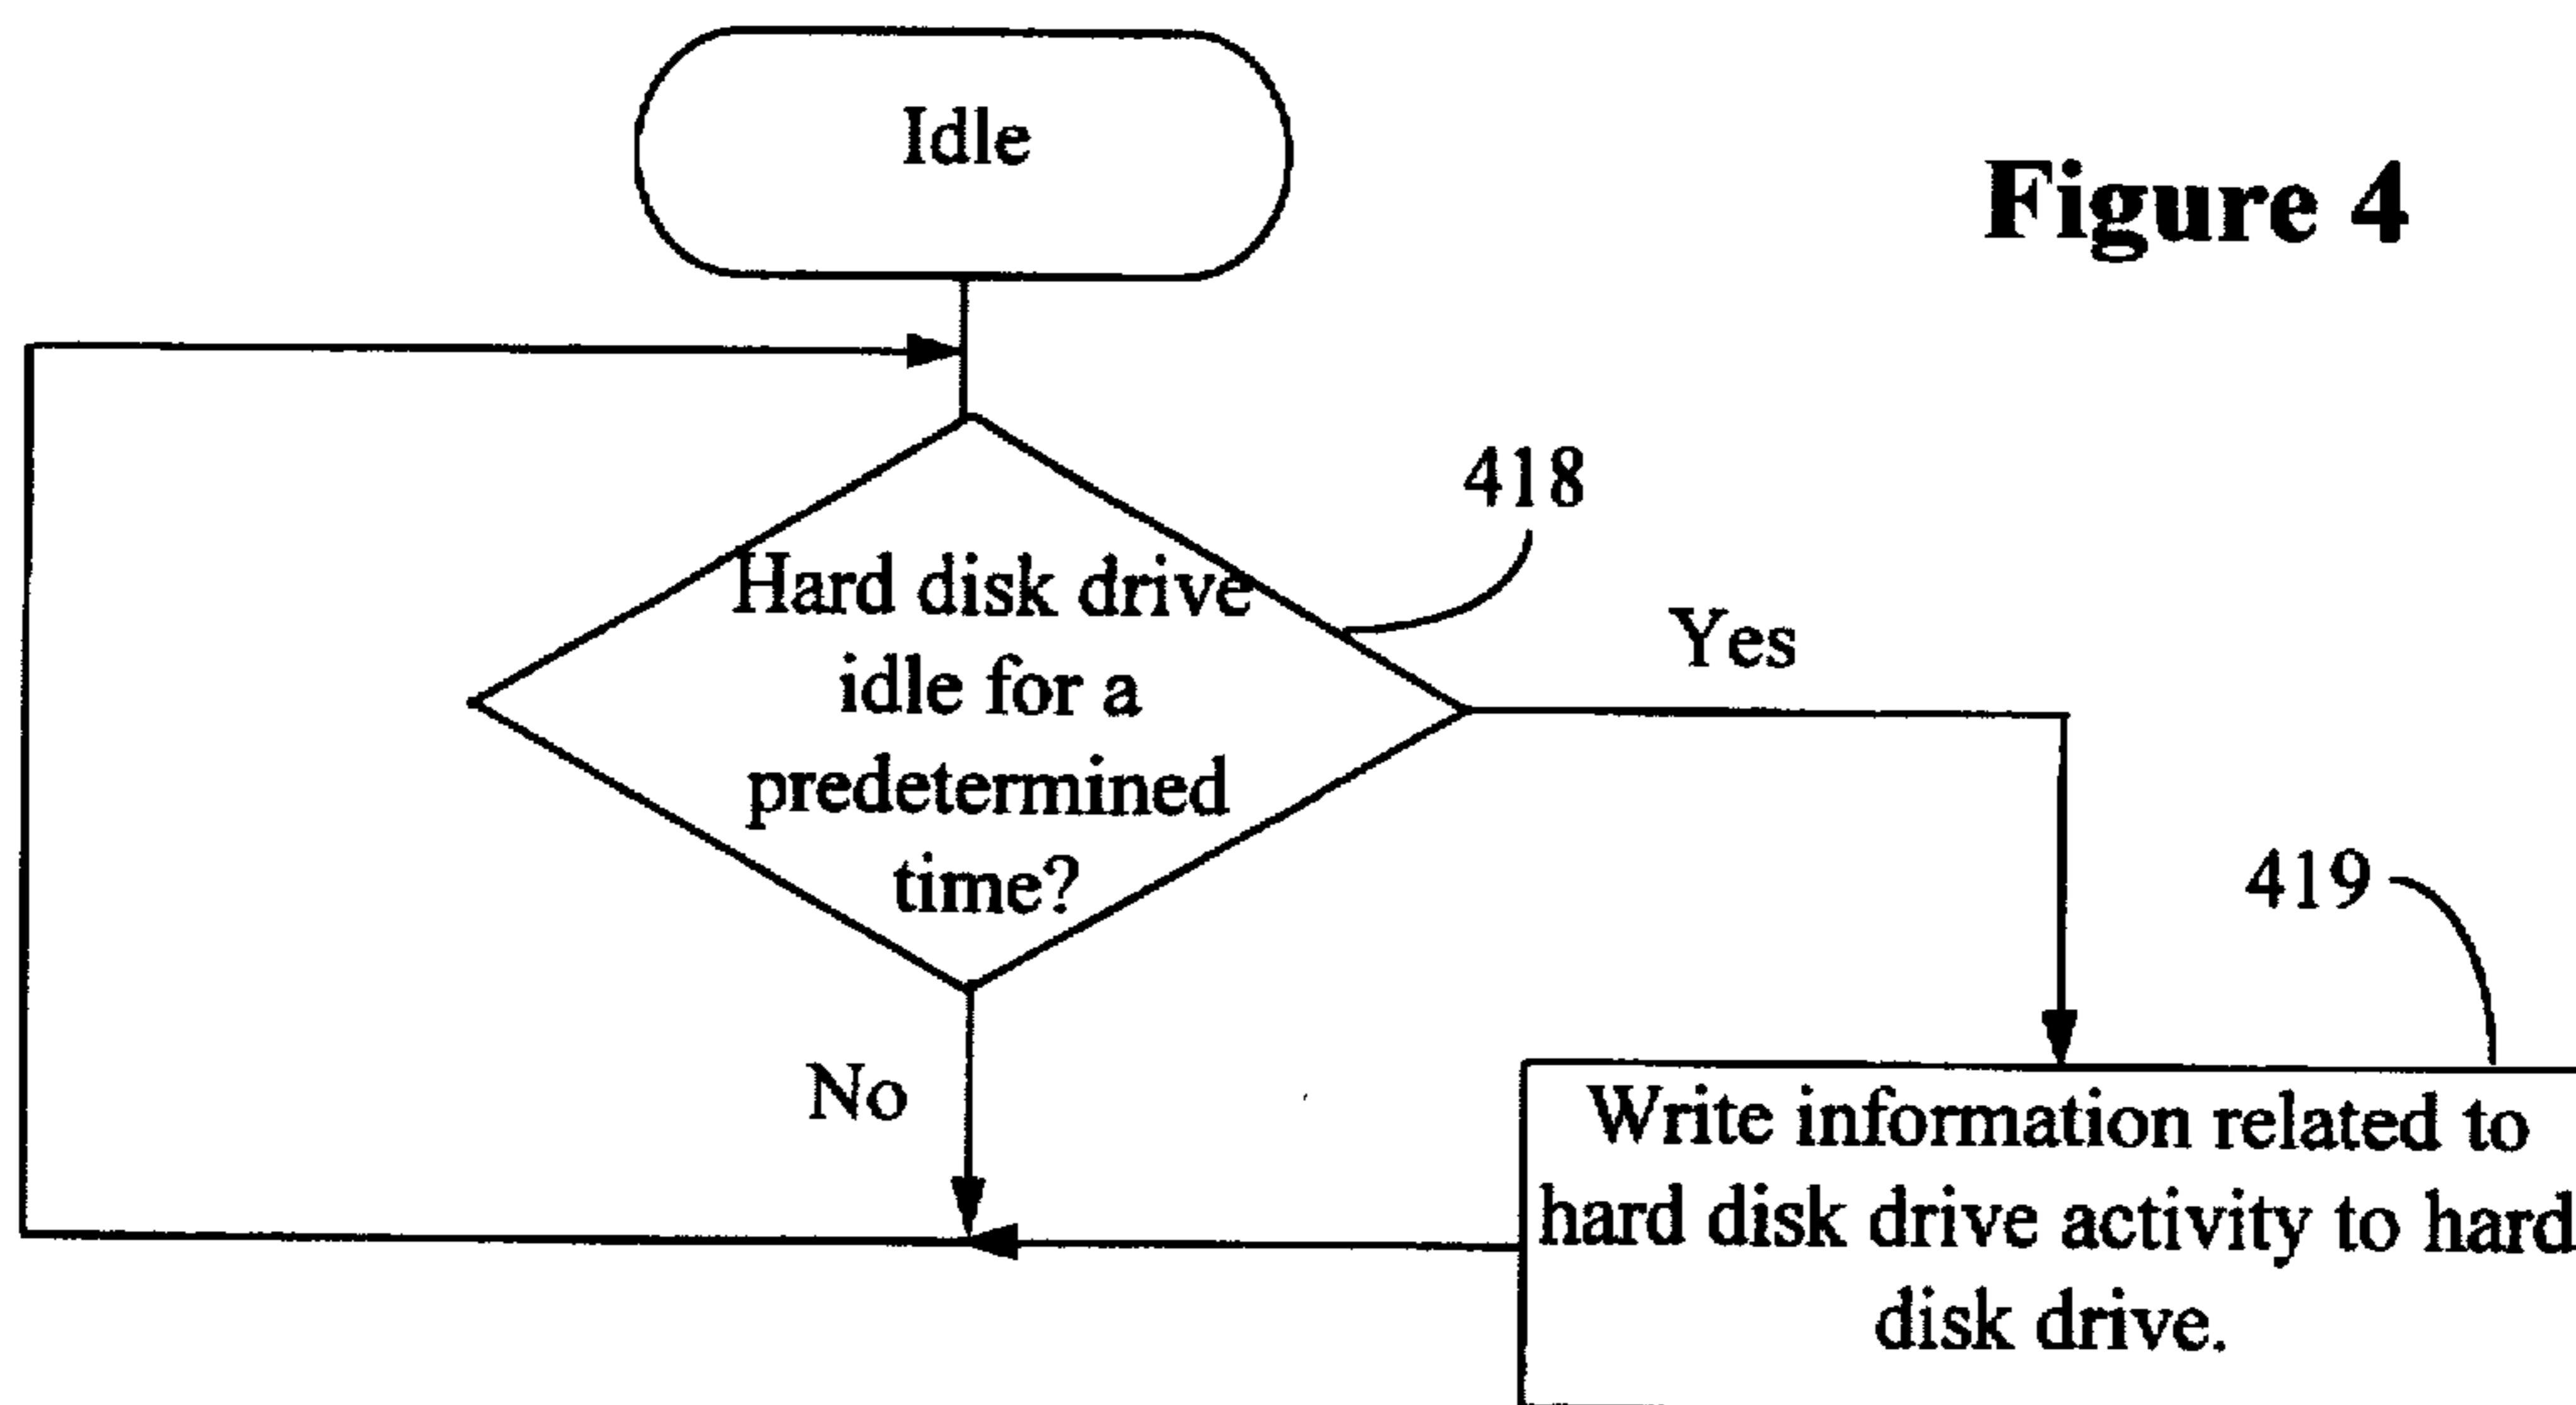 Idle
Figure 4
418
Hard disk drive
idle for a
predetermined
time?
Yes
No
419
Write information related to
hard disk drive activity to hard
disk drive.